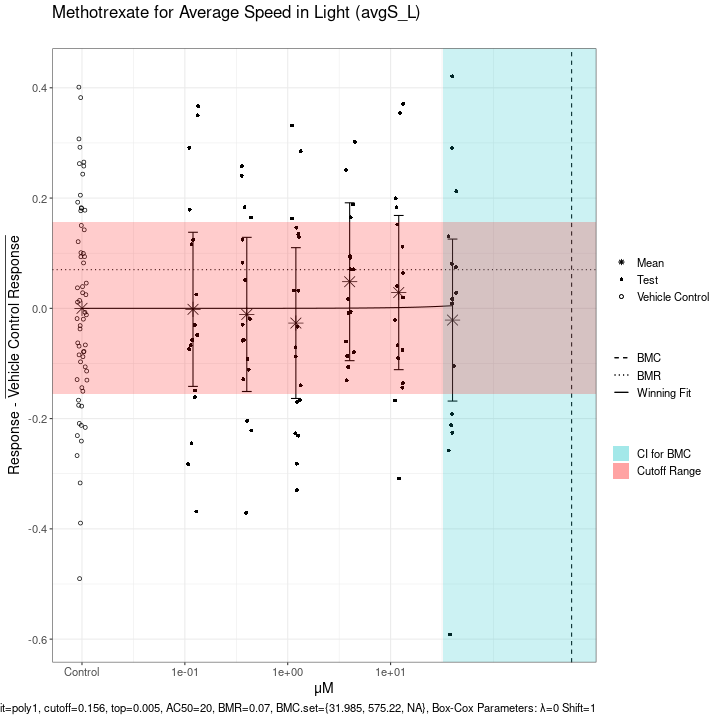 Methotrexate for Average Speed in Light (avgS_L)
Response - Vehicle Control Response
0.4
0.2
0.0
-0.2
-0.4
-0.6
Control
1e-01
1e+00
1e+01
μM
Mean
Test
Vehicle Control
BMC
BMR
Winning Fit
CI for BMC
Cutoff Range
it=poly1, cutoff=0.156, top=0.005, AC50=20, BMR=0.07, BMC.set={31.985, 575.22, NA}, Box-Cox Parameters: λ=0 Shift=1